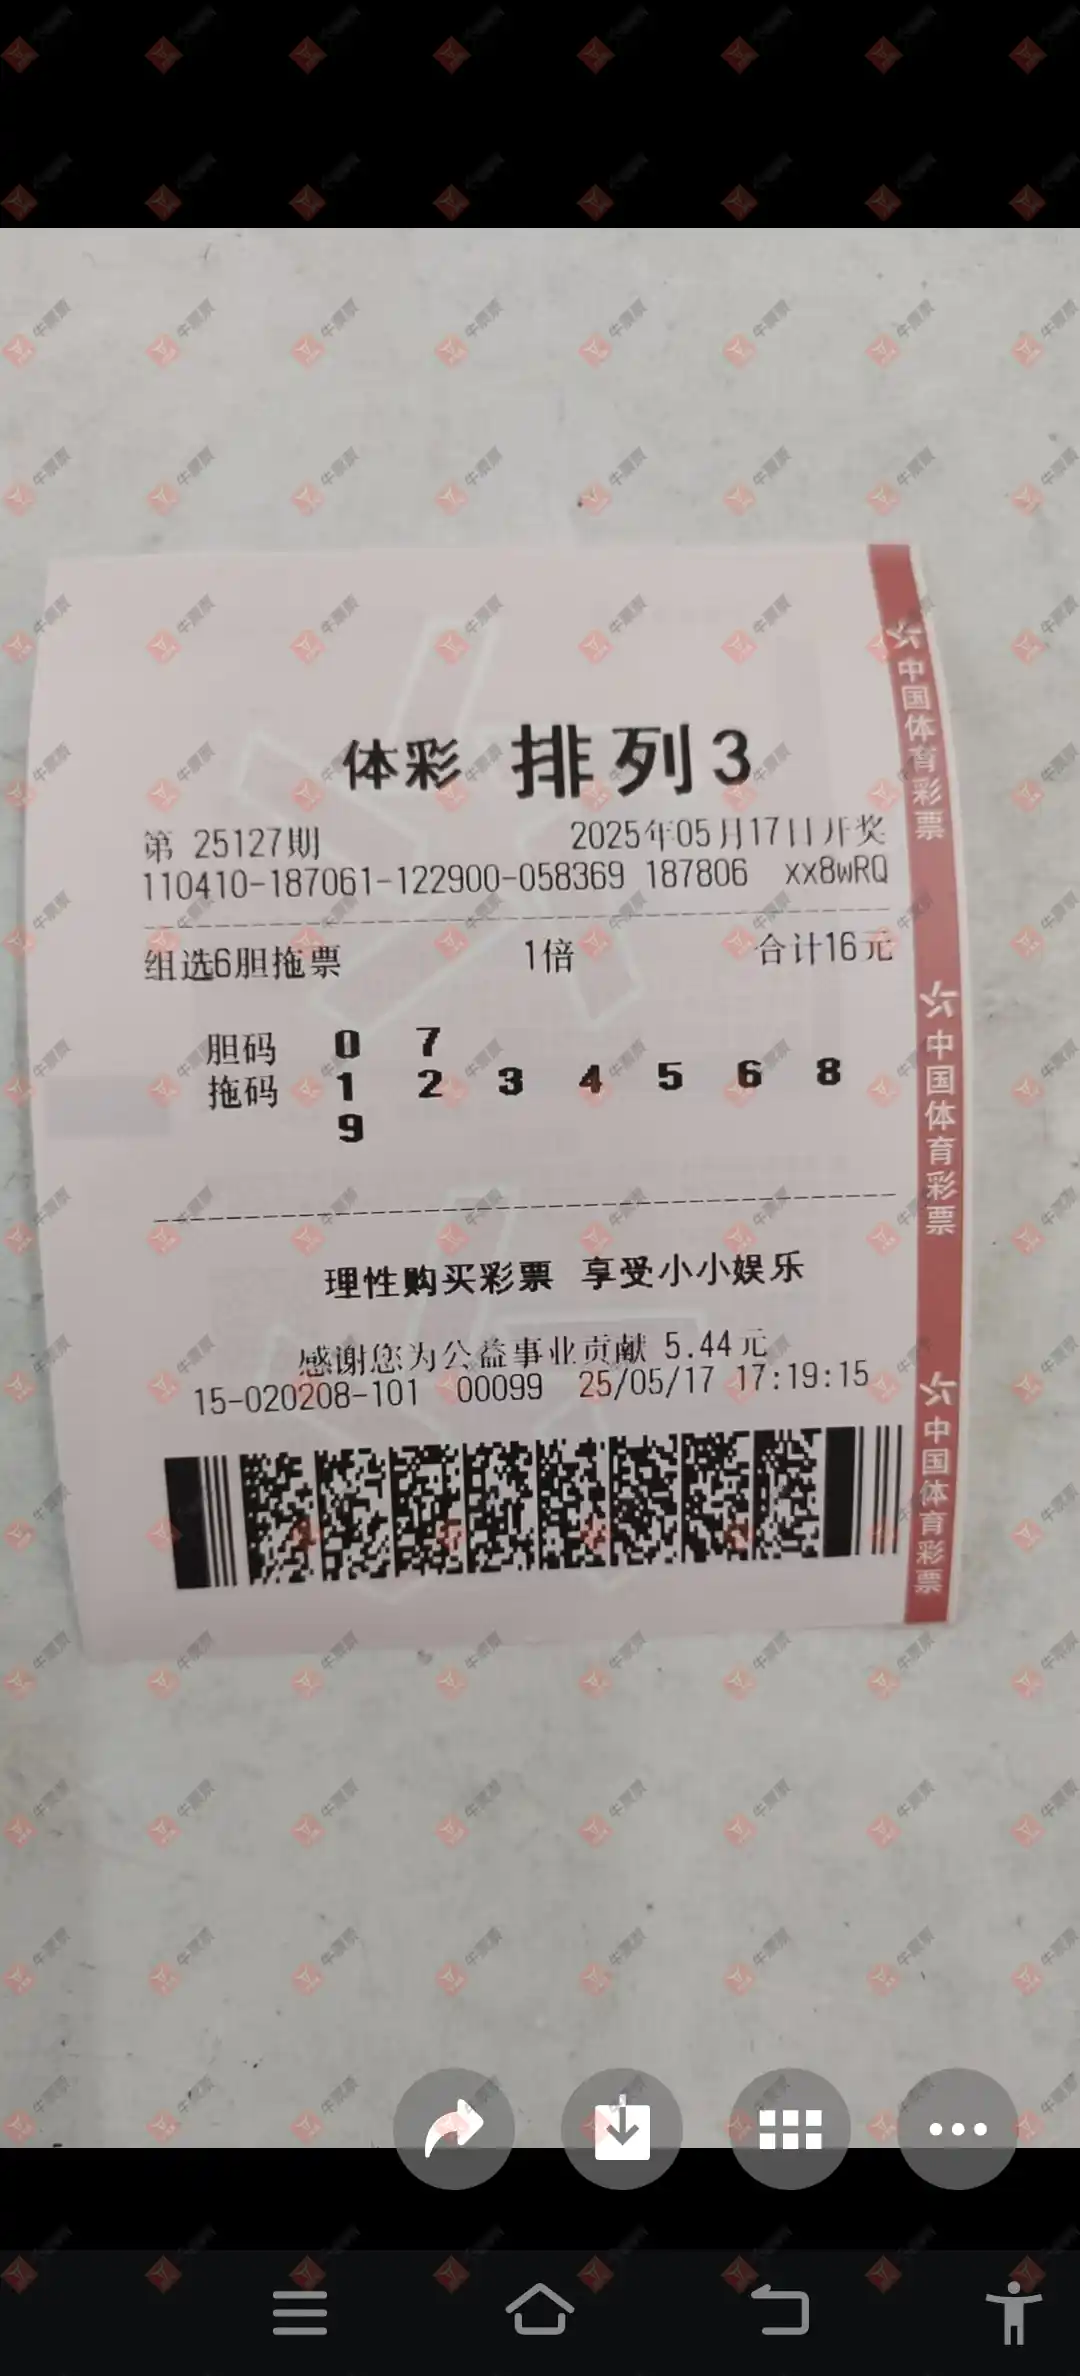 体彩 排列3
第 25127期 2025年05月17日开奖
110410-187061-122900-058369 187806 xx8wRQ
组选6胆拖票 1倍 合计16元
胆码 0 7
拖码 1 2 3 4 5 6 8
9
理性购买彩票 享受小小娱乐
感谢您为公益事业贡献 5.44元
15-020208-101 00099 25/05/17 17:19:15
中国体育彩票
中国体育彩票
中国体育彩票